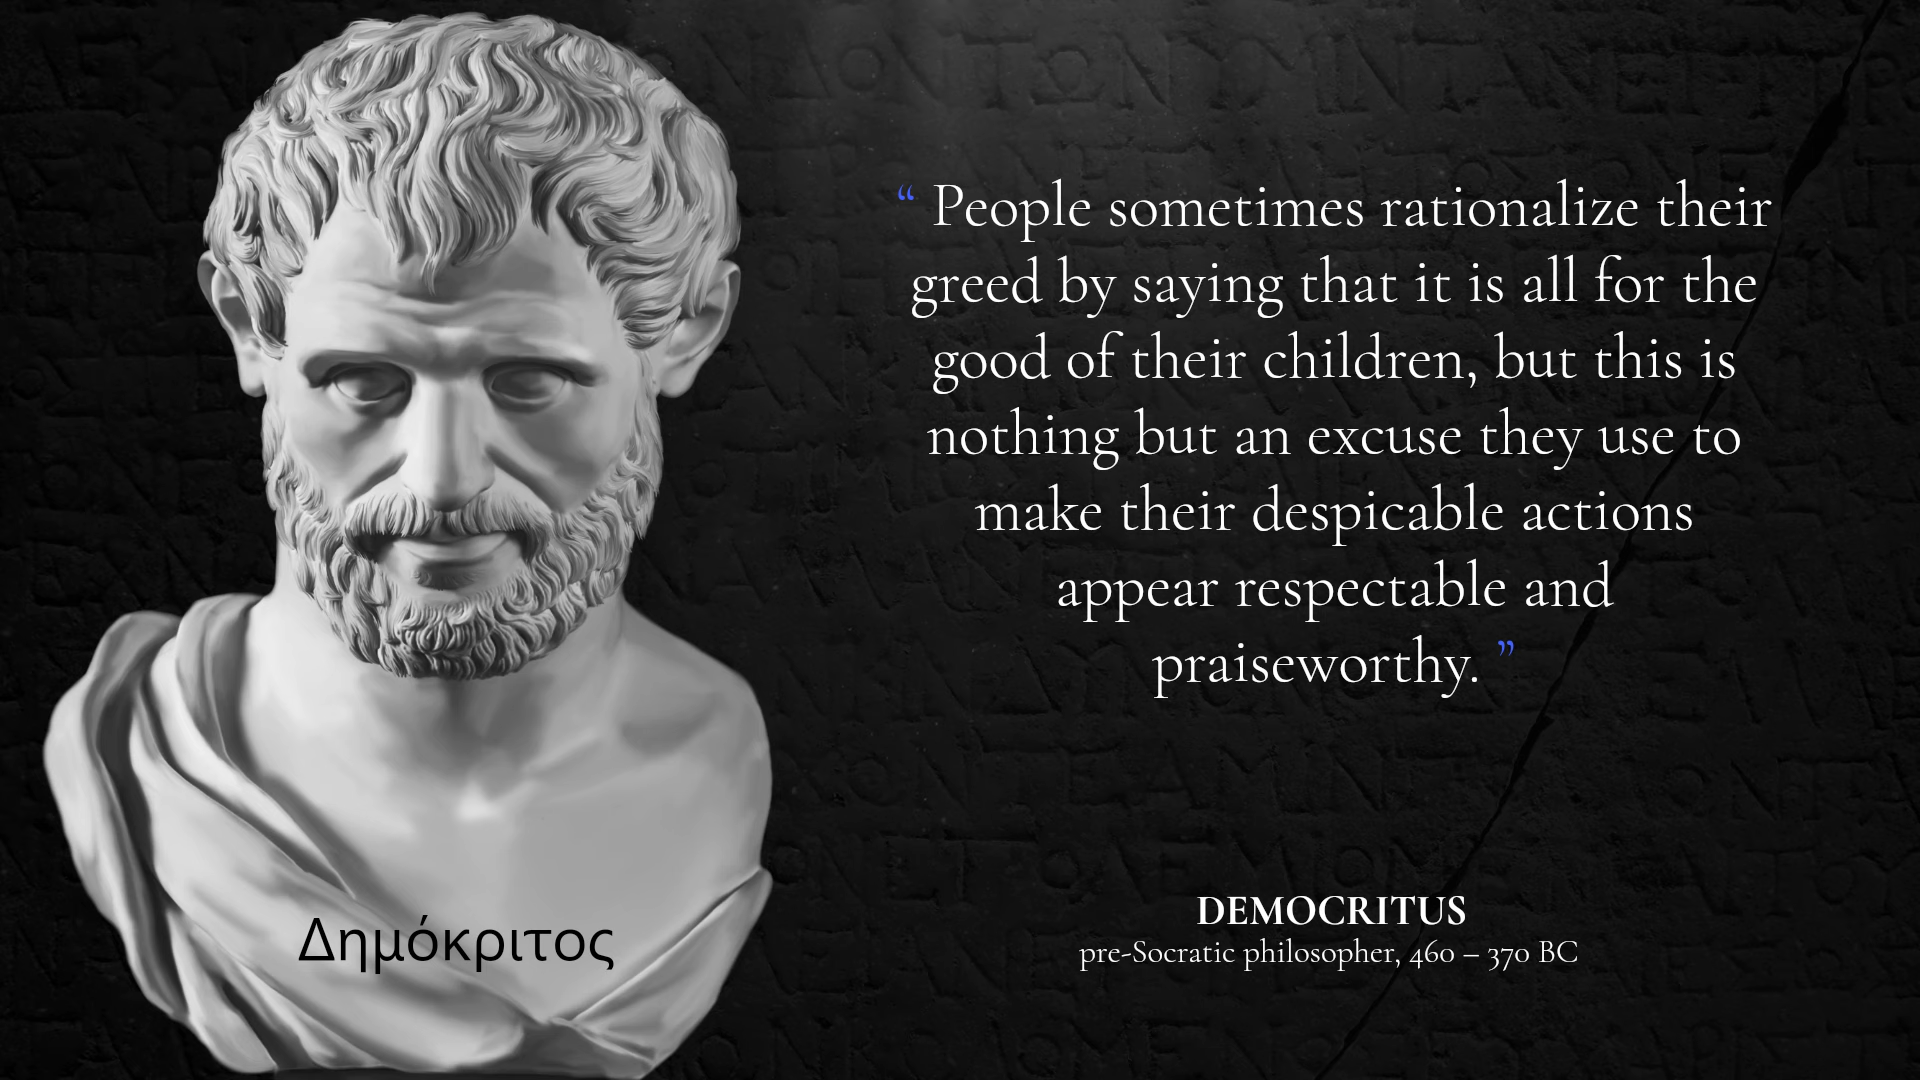 “ People sometimes rationalize their
greed by saying that it is all for the
good of their children, but this is
nothing but an excuse they use to
make their despicable actions
appear respectable and
praiseworthy. ”
Δημόκριτος
DEMOCRITUS
pre-Socratic philosopher, 460 – 370 BC